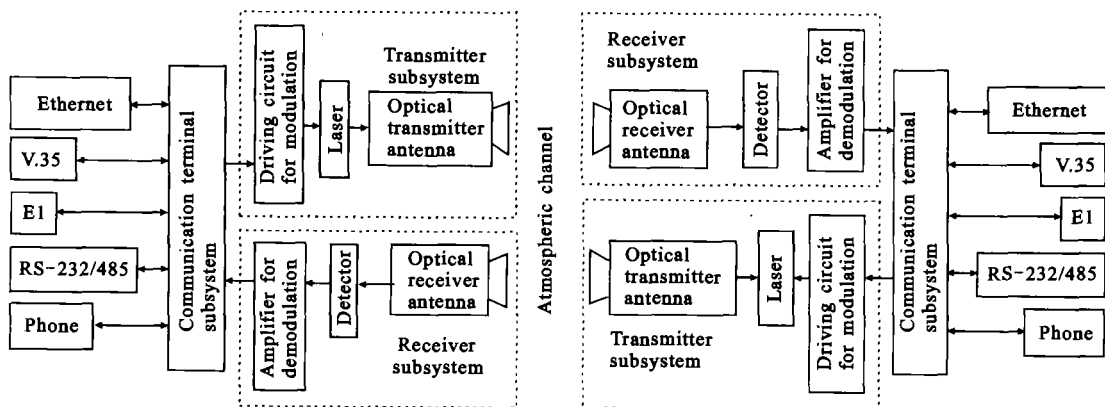 Ethernet
V.35
E1
RS-232/485
Phone
Communication terminal
subsystem
Driving circuit
for modulation
Laser
Transmitter
subsystem
Optical
transmitter
antenna
Amplifier for
demodulation
Detector
Optical
receiver
antenna
Receiver
subsystem
Atmospheric channel
Receiver
subsystem
Optical
receiver
antenna
Detector
Amplifier for
demodulation
Optical
transmitter
antenna
Transmitter
subsystem
Laser
Driving circuit
for modulation
Communication terminal
subsystem
Ethernet
V.35
E1
RS-232/485
Phone